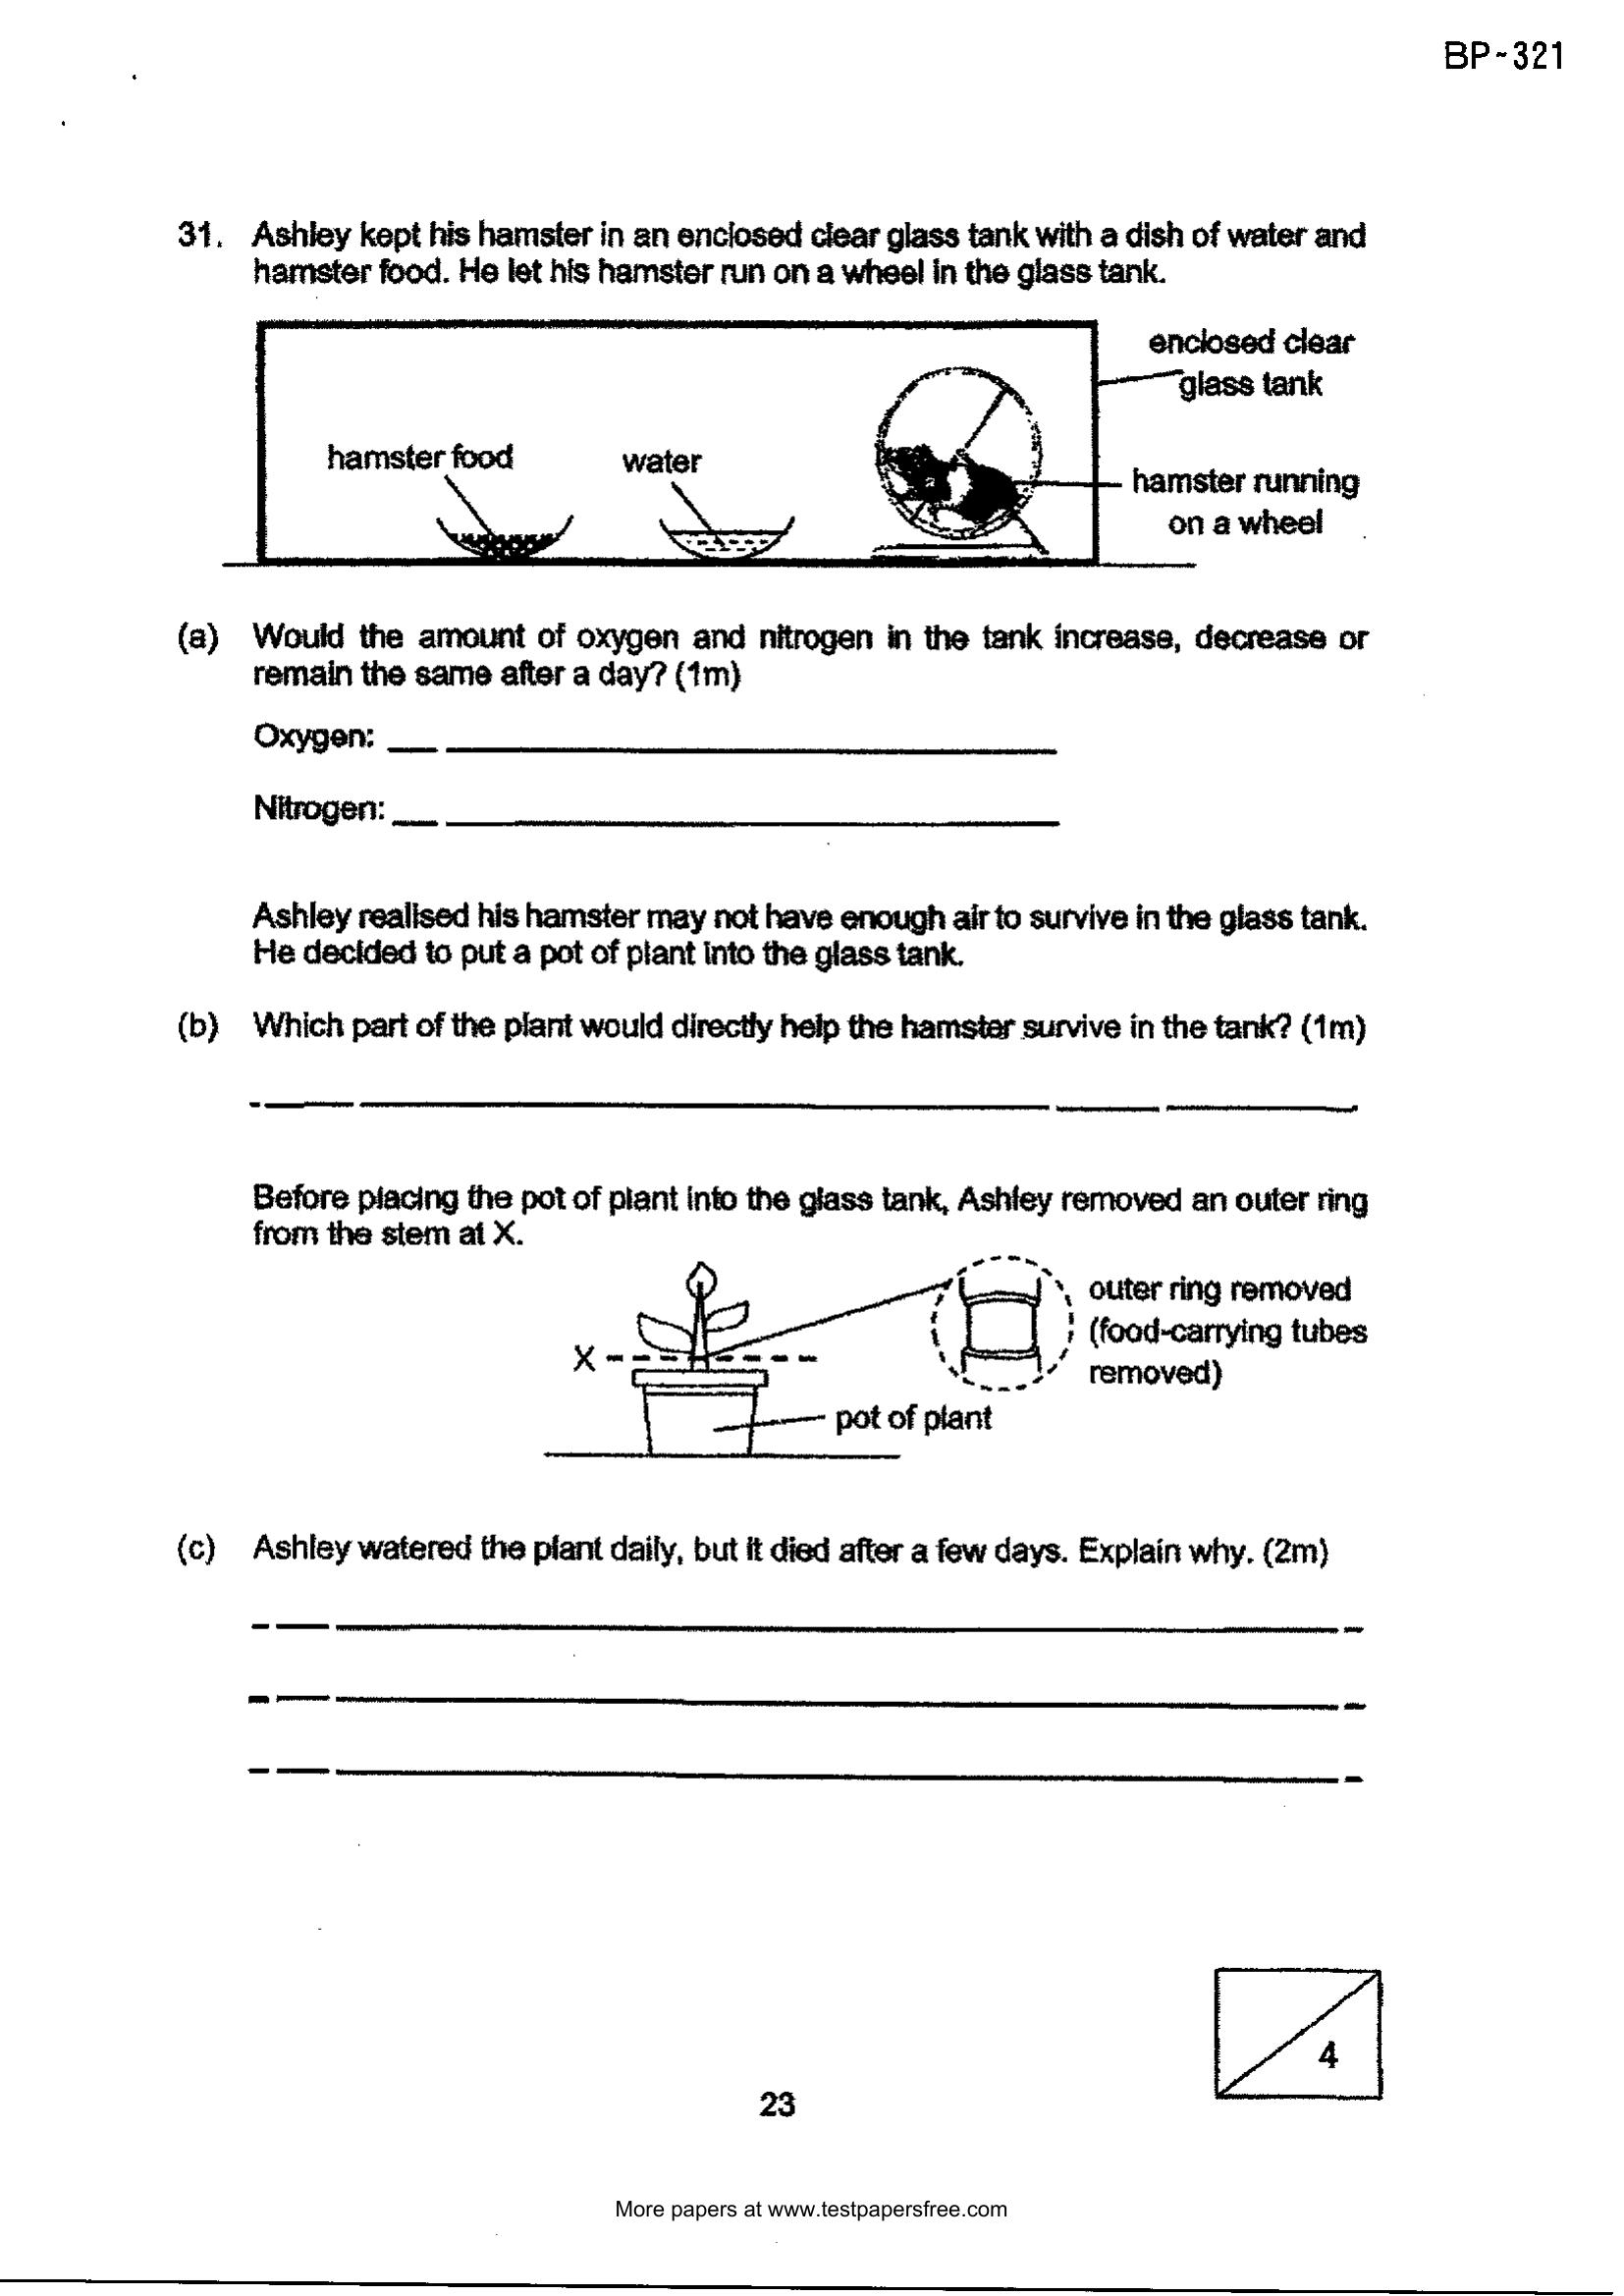 BP-321
31. Ashley kept his hamster in an enclosed clear glass tank with a dish of water and
hamster food. He let his hamster run on a wheel in the glass tank.
enclosed clear
glass tank
hamster food
water
hamster running
on a wheel
(a) Would the amount of oxygen and nitrogen in the tank increase, decrease or
remain the same after a day? (1m)
Oxygen:
Nitrogen:
Ashley realised his hamster may not have enough air to survive in the glass tank.
He decided to put a pot of plant into the glass tank.
(b) Which part of the plant would directly help the hamster survive in the tank? (1m)
Before placing the pot of plant into the glass tank, Ashley removed an outer ring
from the stem at X.
outer ring removed
(food-carrying tubes
removed)
X
pot of plant
(c) Ashley watered the plant daily, but it died after a few days. Explain why. (2m)
4
23
More papers at www.testpapersfree.com